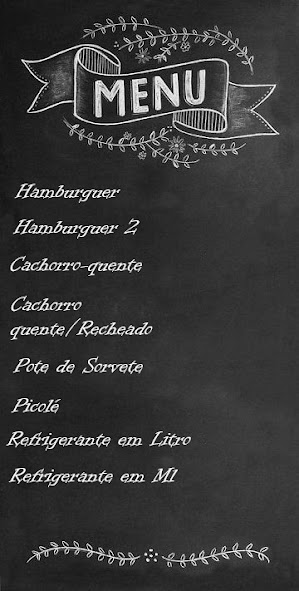 MENU
Hamburguer
Hamburguer 2
Cachorro-quente
Cachorro
quente/Recheado
Pote de Sorvete
Picolé
Refrigerante em Litro
Refrigerante em Ml